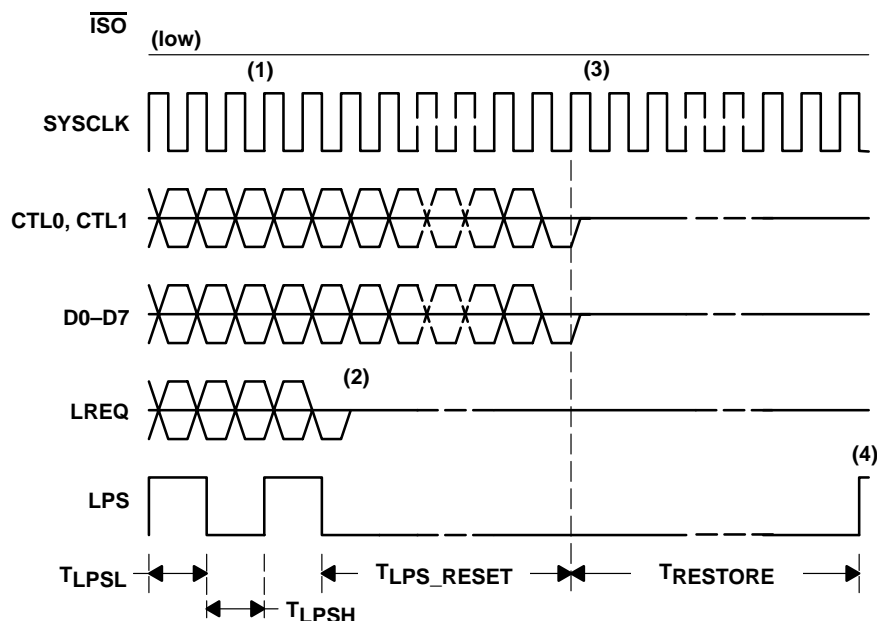 ISO
(low)
(1)
(3)
SYSCLK
CTL0, CTL1
D0–D7
(2)
LREQ
(4)
LPS
TLPSL
TLPS_RESET
TRESTORE
TLPSH